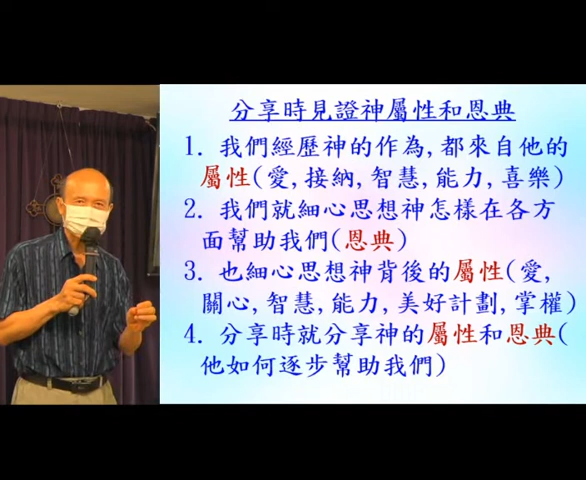 分享時見證神屬性和恩典
1. 我們經歷神的作為,都來自他的
屬性(愛,接納,智慧,能力,喜樂)
2. 我們就細心思想神怎樣在各方
面幫助我們(恩典)
3. 也細心思想神背後的屬性(愛,
關心,智慧,能力,美好計劃,掌權)
4. 分享時就分享神的屬性和恩典(
他如何逐步幫助我們)